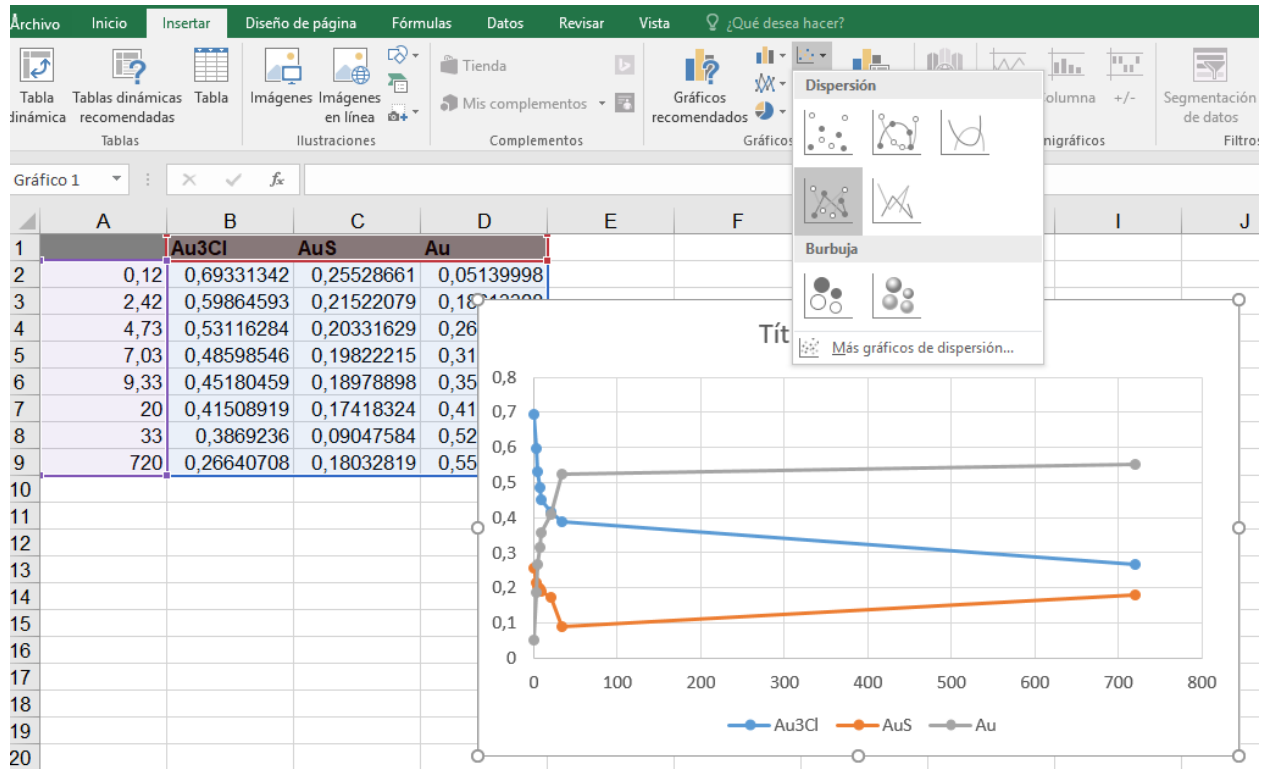 Archivo Inicio Insertar Diseño de página Fórmulas Datos Revisar Vista ¿Qué desea hacer?
Tabla dinámica
Tablas dinámicas recomendadas
Tabla
Imágenes
Imágenes en línea
Tienda
Mis complementos
Gráficos recomendados
olumna
+/-
Segmentación de datos
Tablas Ilustraciones Complementos Gráficos nigráficos Filtros
Dispersión
Burbuja
Más gráficos de dispersión...
Gráfico 1 fx
A B C D E F I J
1 Au3Cl AuS Au
2 0,12 0,69331342 0,25528661 0,05139998
3 2,42 0,59864593 0,21522079
4 4,73 0,53116284 0,20331629 0,26
5 7,03 0,48598546 0,19822215 0,31
6 9,33 0,45180459 0,18978898 0,35
7 20 0,41508919 0,17418324 0,41
8 33 0,3869236 0,09047584 0,52
9 720 0,26640708 0,18032819 0,55
10
11
12
13
14
15
16
17
18
19
20
Tít
0,8
0,7
0,6
0,5
0,4
0,3
0,2
0,1
0
0 100 200 300 400 500 600 700 800
Au3Cl AuS Au